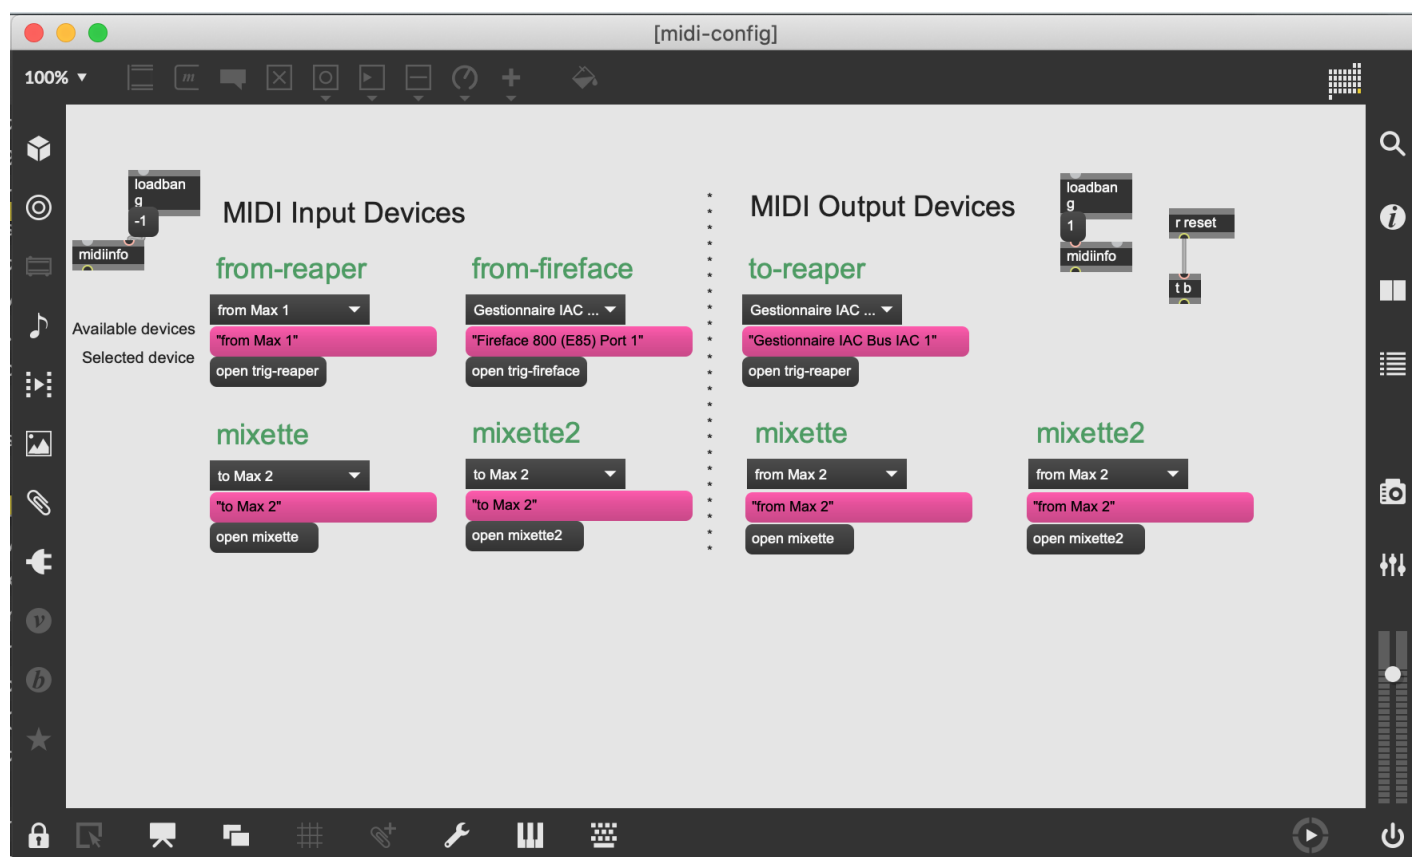 [midi-config]
100%
loadban
g
-1
midiinfo
MIDI Input Devices
from-reaper
from Max 1
"from Max 1"
open trig-reaper
Available devices
Selected device
from-fireface
Gestionnaire IAC ...
"Fireface 800 (E85) Port 1"
open trig-fireface
mixette
to Max 2
"to Max 2"
open mixette
mixette2
to Max 2
"to Max 2"
open mixette2
MIDI Output Devices
loadban
g
1
midiinfo
r reset
t b
to-reaper
Gestionnaire IAC ...
"Gestionnaire IAC Bus IAC 1"
open trig-reaper
mixette
from Max 2
"from Max 2"
open mixette
mixette2
from Max 2
"from Max 2"
open mixette2